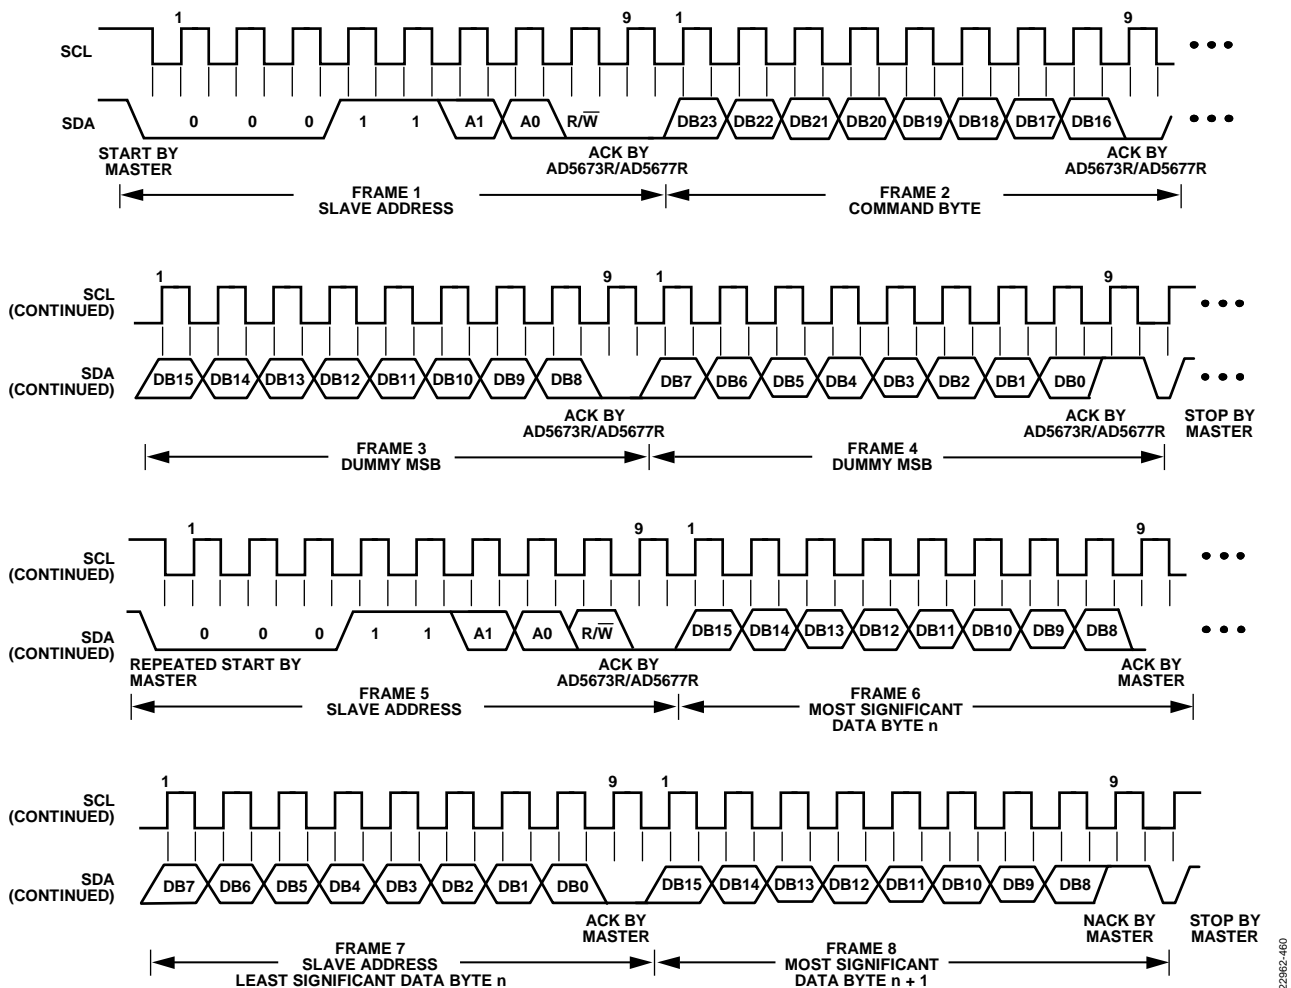 1 9 1 9
SCL
SDA 0 0 0 1 1 A1 A0 R/W DB23 DB22 DB21 DB20 DB19 DB18 DB17 DB16
START BY MASTER
ACK BY AD5673R/AD5677R
ACK BY AD5673R/AD5677R
FRAME 1
SLAVE ADDRESS
FRAME 2
COMMAND BYTE
1 9 1 9
SCL
(CONTINUED)
SDA
(CONTINUED)
DB15 DB14 DB13 DB12 DB11 DB10 DB9 DB8 DB7 DB6 DB5 DB4 DB3 DB2 DB1 DB0
ACK BY
AD5673R/AD5677R
ACK BY
AD5673R/AD5677R
STOP BY
MASTER
FRAME 3
DUMMY MSB
FRAME 4
DUMMY MSB
1 9 1 9
SCL
(CONTINUED)
SDA
(CONTINUED)
0 0 0 1 1 A1 A0 R/W DB15 DB14 DB13 DB12 DB11 DB10 DB9 DB8
REPEATED START BY
MASTER
ACK BY
AD5673R/AD5677R
ACK BY
MASTER
FRAME 5
SLAVE ADDRESS
FRAME 6
MOST SIGNIFICANT
DATA BYTE n
1 9 1 9
SCL
(CONTINUED)
SDA
(CONTINUED)
DB7 DB6 DB5 DB4 DB3 DB2 DB1 DB0 DB15 DB14 DB13 DB12 DB11 DB10 DB9 DB8
ACK BY
MASTER
NACK BY
MASTER
STOP BY
MASTER
FRAME 7
SLAVE ADDRESS
LEAST SIGNIFICANT DATA BYTE n
FRAME 8
MOST SIGNIFICANT
DATA BYTE n + 1
22962-460